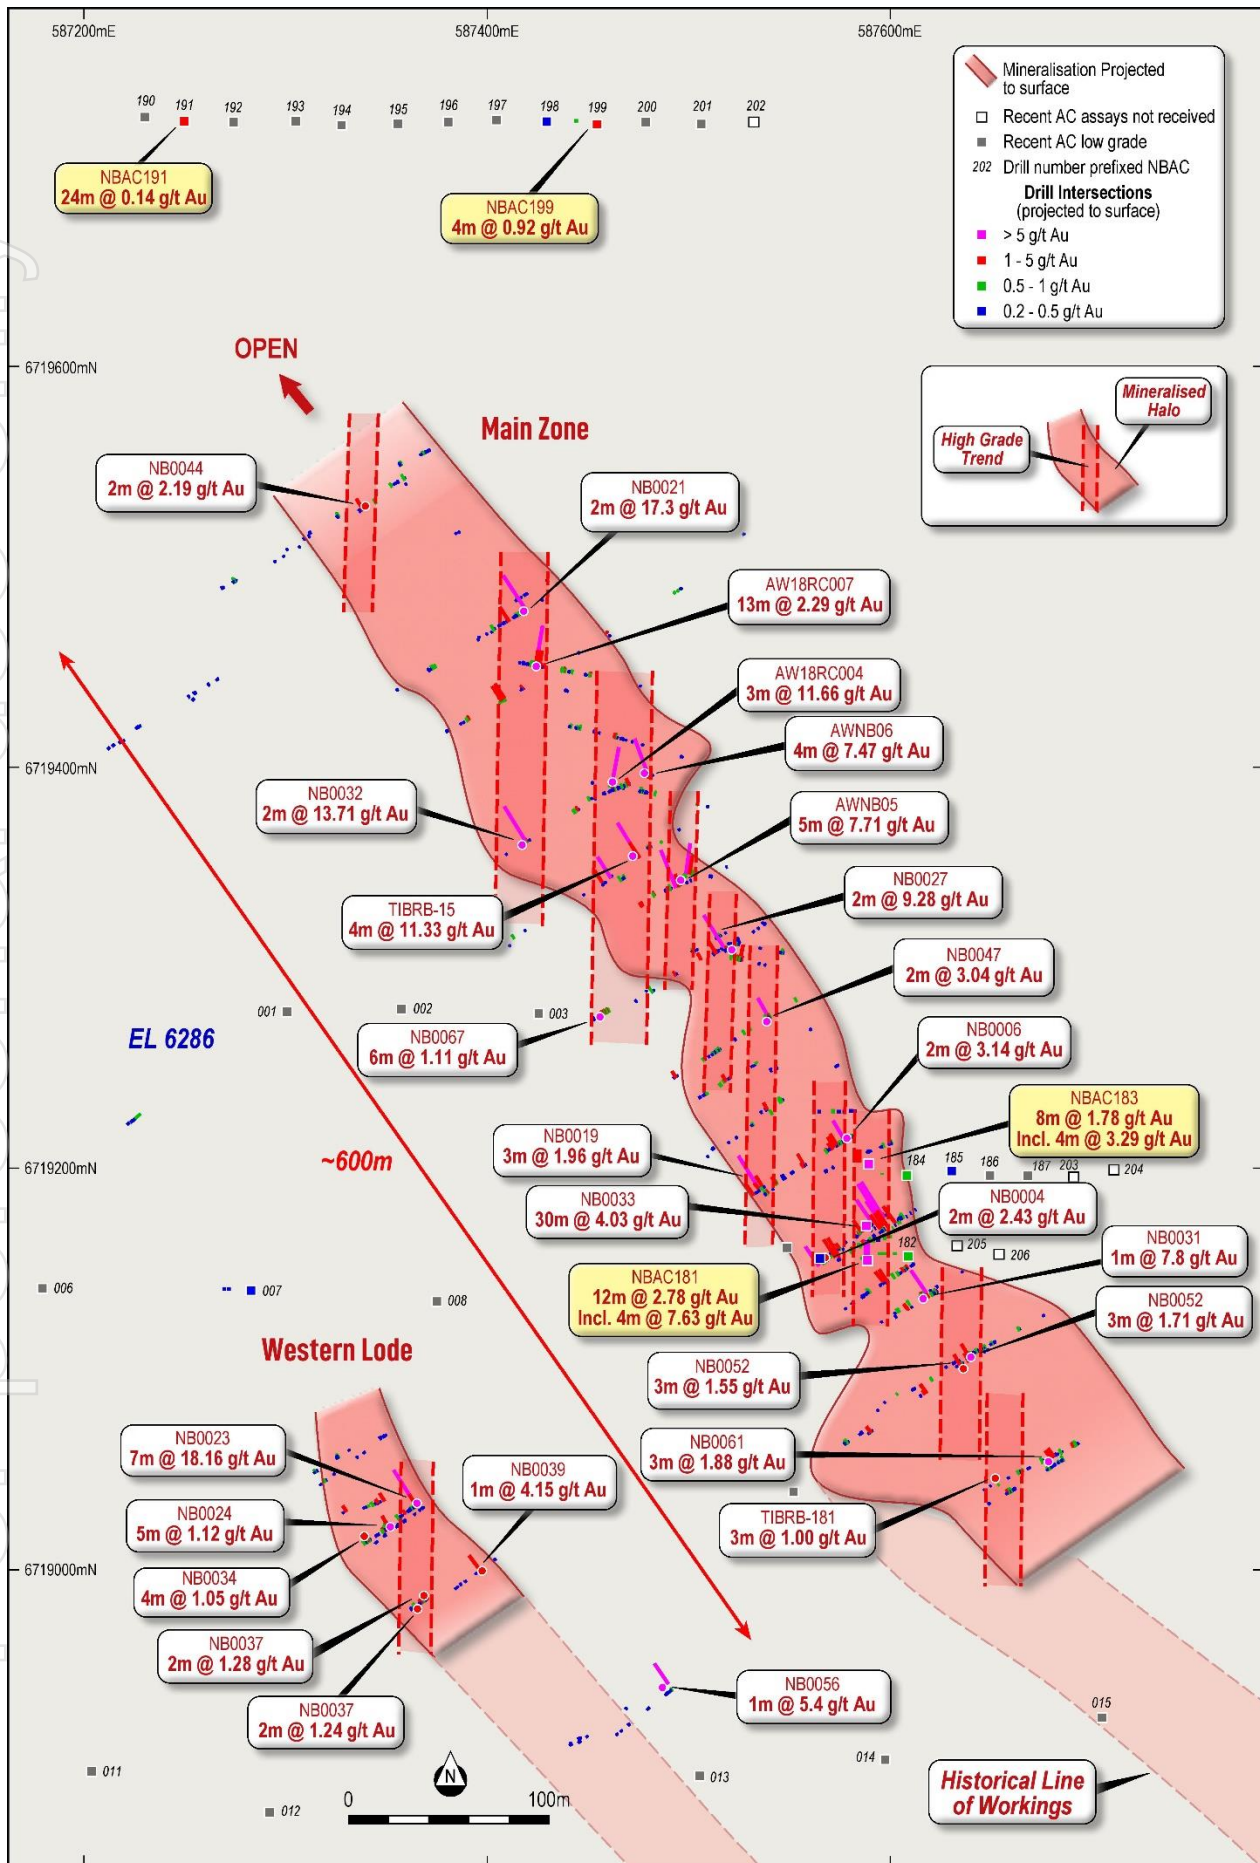 587200mE
587400mE
587600mE
190
191
192
193
194
195
196
197
198
199
200
201
202
NBAC191
24m @ 0.14 g/t Au
NBAC199
4m @ 0.92 g/t Au
Mineralisation Projected
to surface
Recent AC assays not received
Recent AC low grade
202 Drill number prefixed NBAC
Drill Intersections
(projected to surface)
> 5 g/t Au
1 - 5 g/t Au
0.5 - 1 g/t Au
0.2 - 0.5 g/t Au
6719600mN
OPEN
Main Zone
Mineralised
Halo
High Grade
Trend
NB0044
2m @ 2.19 g/t Au
NB0021
2m @ 17.3 g/t Au
AW18RC007
13m @ 2.29 g/t Au
AW18RC004
3m @ 11.66 g/t Au
AWNB06
4m @ 7.47 g/t Au
6719400mN
NB0032
2m @ 13.71 g/t Au
AWNB05
5m @ 7.71 g/t Au
NB0027
2m @ 9.28 g/t Au
TIBRB-15
4m @ 11.33 g/t Au
NB0047
2m @ 3.04 g/t Au
001
002
003
EL 6286
NB0067
6m @ 1.11 g/t Au
NB0006
2m @ 3.14 g/t Au
NBAC183
8m @ 1.78 g/t Au
Incl. 4m @ 3.29 g/t Au
NB0019
3m @ 1.96 g/t Au
6719200mN
~600m
184
185
186
187
203
204
NB0033
30m @ 4.03 g/t Au
NB0004
2m @ 2.43 g/t Au
182
205
206
NB0031
1m @ 7.8 g/t Au
NBAC181
12m @ 2.78 g/t Au
Incl. 4m @ 7.63 g/t Au
006
007
008
NB0052
3m @ 1.71 g/t Au
Western Lode
NB0052
3m @ 1.55 g/t Au
NB0023
7m @ 18.16 g/t Au
NB0039
1m @ 4.15 g/t Au
NB0061
3m @ 1.88 g/t Au
NB0024
5m @ 1.12 g/t Au
TIBRB-181
3m @ 1.00 g/t Au
6719000mN
NB0034
4m @ 1.05 g/t Au
NB0037
2m @ 1.28 g/t Au
NB0037
2m @ 1.24 g/t Au
NB0056
1m @ 5.4 g/t Au
015
011
012
013
014
N
0
100m
Historical Line
of Workings